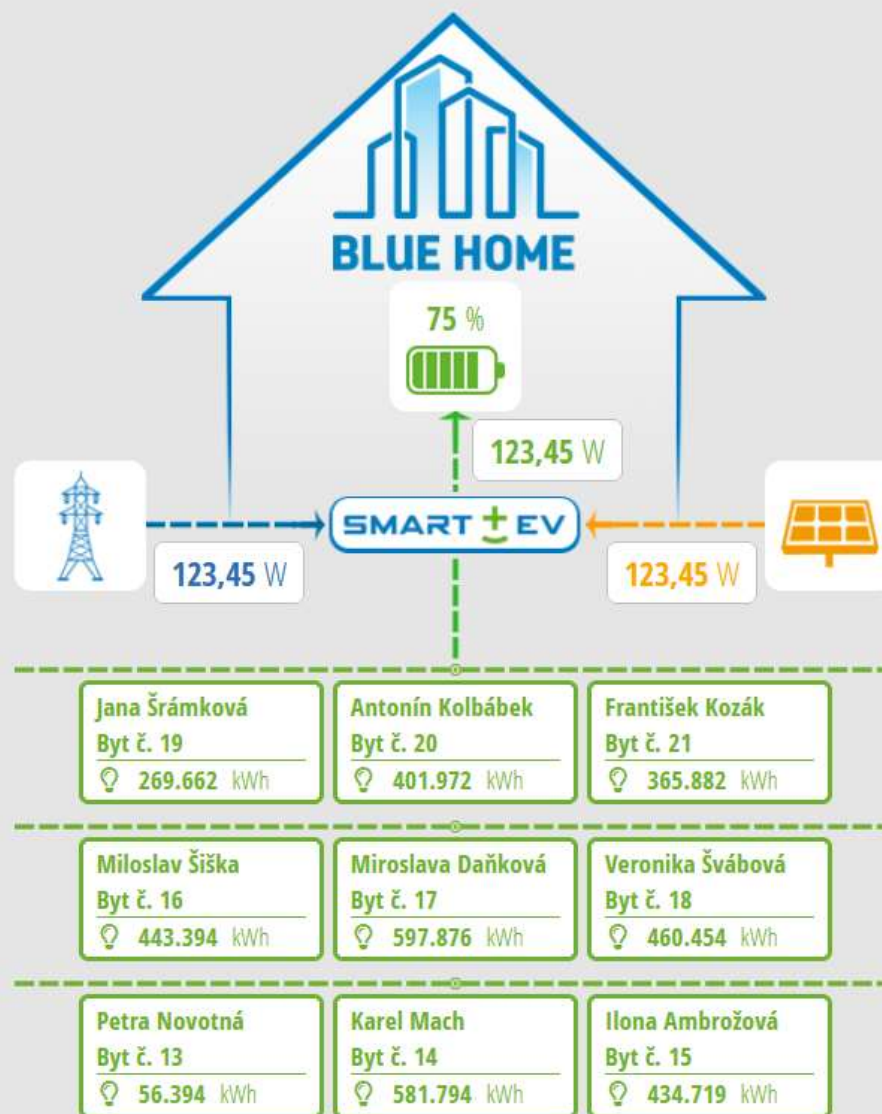 BLUE HOME
75 %
123,45 W
SMART ± EV
123,45 W
123,45 W
Jana Šrámková
Byt č. 19
269.662 kWh
Antonín Kolbábek
Byt č. 20
401.972 kWh
František Kozák
Byt č. 21
365.882 kWh
Miloslav Šiška
Byt č. 16
443.394 kWh
Miroslava Daňková
Byt č. 17
597.876 kWh
Veronika Švábová
Byt č. 18
460.454 kWh
Petra Novotná
Byt č. 13
56.394 kWh
Karel Mach
Byt č. 14
581.794 kWh
Ilona Ambrožová
Byt č. 15
434.719 kWh